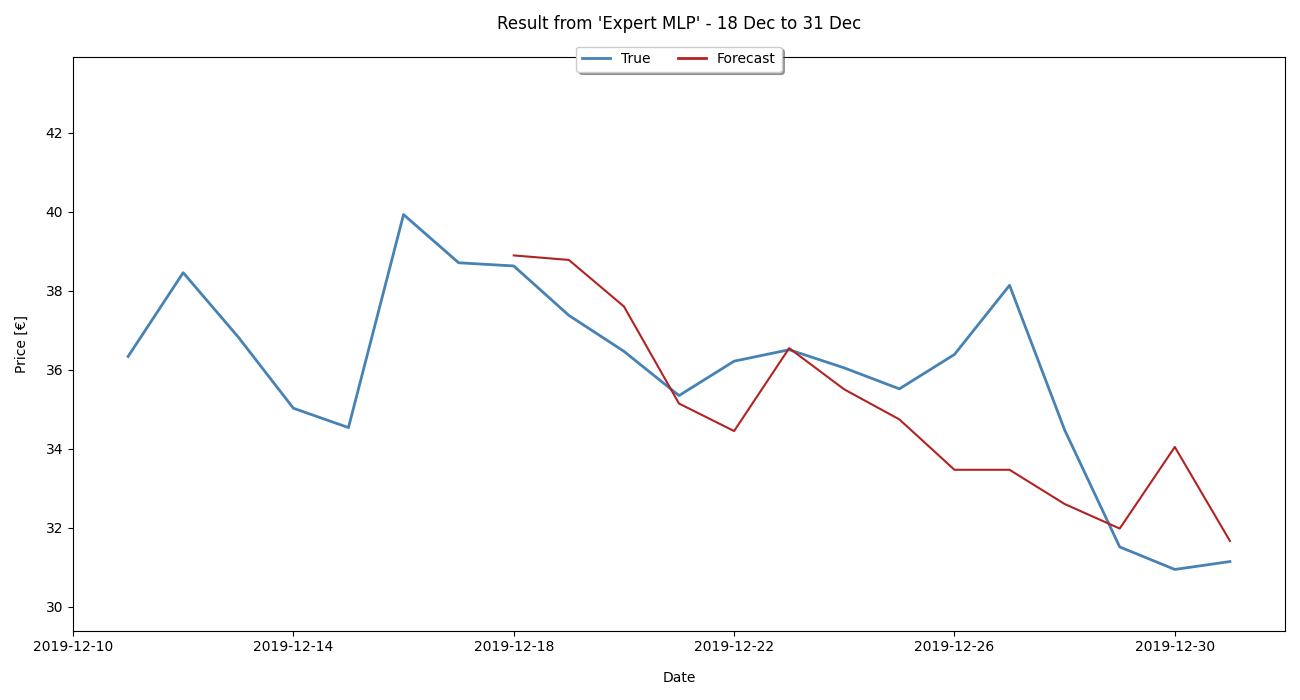 Result from 'Expert MLP' - 18 Dec to 31 Dec
True Forecast
Price [€]
42
40
38
36
34
32
30
2019-12-10 2019-12-14 2019-12-18 2019-12-22 2019-12-26 2019-12-30
Date